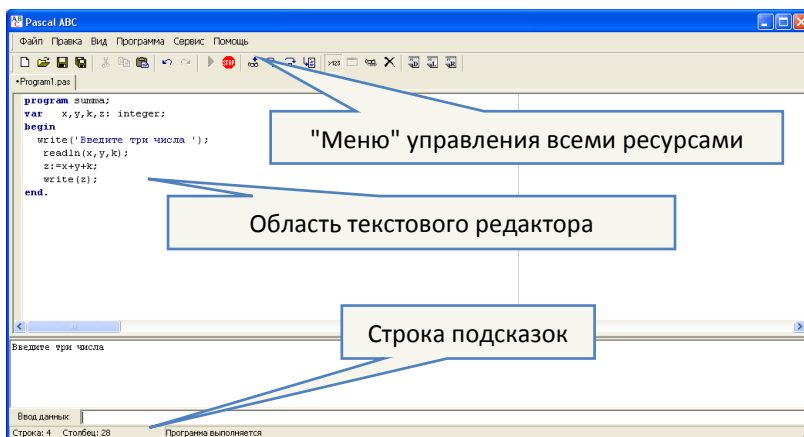 Pascal ABC
Файл Правка Вид Программа Сервис Помощь
•Program1.pas
program summa;
var x,y,k,z: integer;
begin
write('Введите три числа ');
readln(x,y,k);
z:=x+y+k;
write(z);
end.
"Меню" управления всеми ресурсами
Область текстового редактора
Строка подсказок
Введите три числа
Ввод данных:
Строка: 4 Столбец: 28 Программа выполняется